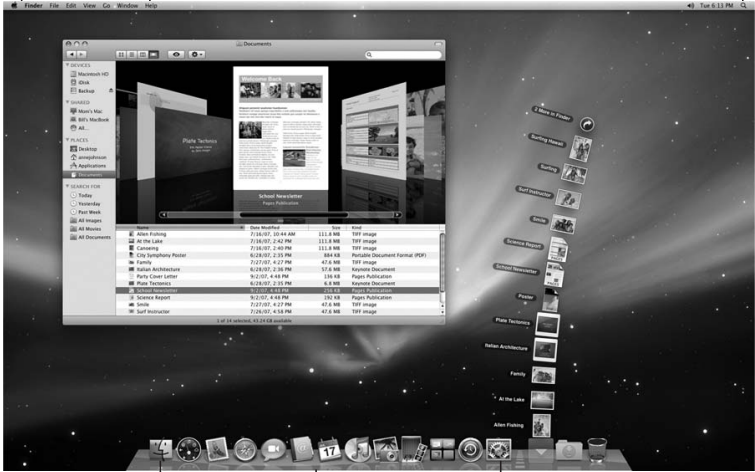 Finder File Edit View Go Window Help
Tue 6:13 PM
Documents
DEVICES
Macintosh HD
iDisk
Backup
SHARED
Mom's Mac
Bill's MacBook
All...
PLACES
Desktop
annejohnson
Applications
Documents
SEARCH FOR
Today
Yesterday
Past Week
All Images
All Movies
All Documents
Welcome Back
Plate Tectonics
School Newsletter
Pages Publication
Name Date Modified Size Kind
Allen Fishing 7/16/07, 10:44 AM 111.8 MB TIFF image
At the Lake 7/16/07, 2:42 PM 111.8 MB TIFF image
Canoeing 7/16/07, 2:40 PM 111.8 MB TIFF image
City Symphony Poster 6/28/07, 2:35 PM 884 KB Portable Document Format (PDF)
Family 7/27/07, 4:27 PM 47.6 MB TIFF image
Italian Architecture 6/28/07, 2:36 PM 57.6 MB Keynote Document
Party Cover Letter 9/2/07, 4:48 PM 136 KB Pages Publication
Plate Tectonics 6/28/07, 2:35 PM 6.8 MB Keynote Document
School Newsletter 9/2/07, 4:48 PM 256 KB Pages Publication
Science Report 9/2/07, 4:48 PM 192 KB Pages Publication
Smile 7/27/07, 4:27 PM 47.6 MB TIFF image
Surf Instructor 7/26/07, 4:58 PM 47.6 MB TIFF image
1 of 14 selected, 43.24 GB available
2 More in Finder
Surfing Hawaii
Surfing
Surf Instructor
Smile
Science Report
School Newsletter
Poster
Plate Tectonics
Italian Architecture
Family
At the Lake
Allen Fishing
17